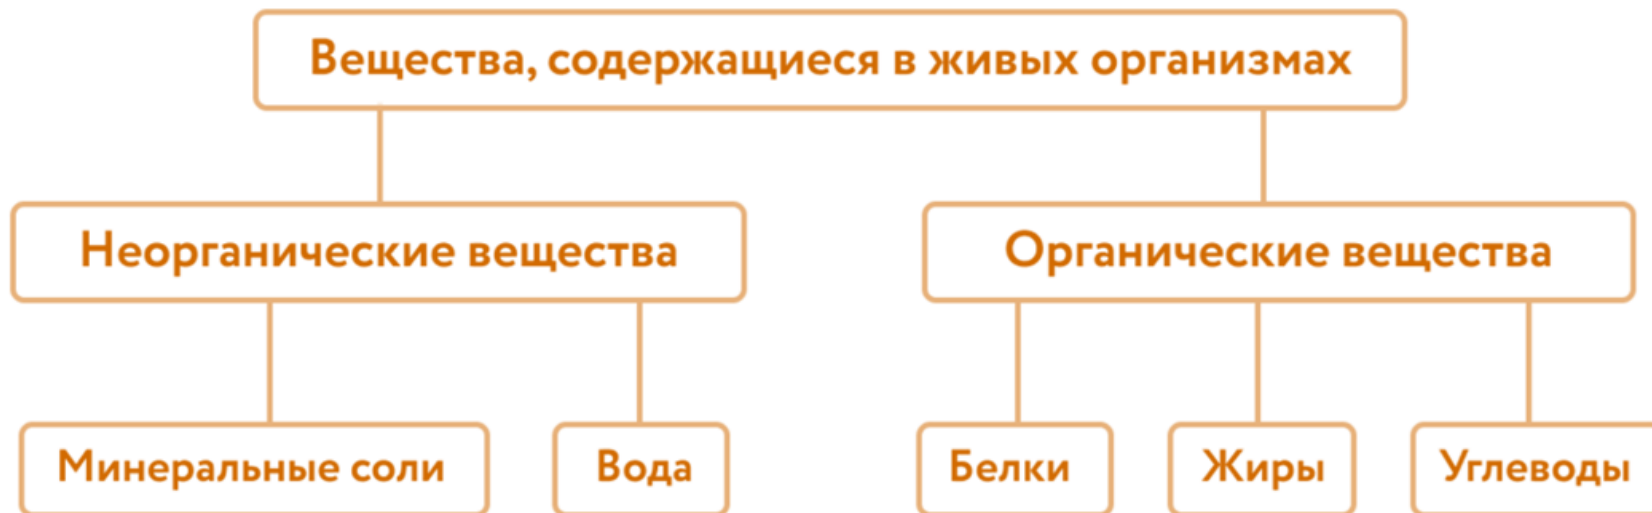 Вещества, содержащиеся в живых организмах
Неорганические вещества
Органические вещества
Минеральные соли
Вода
Белки
Жиры
Углеводы